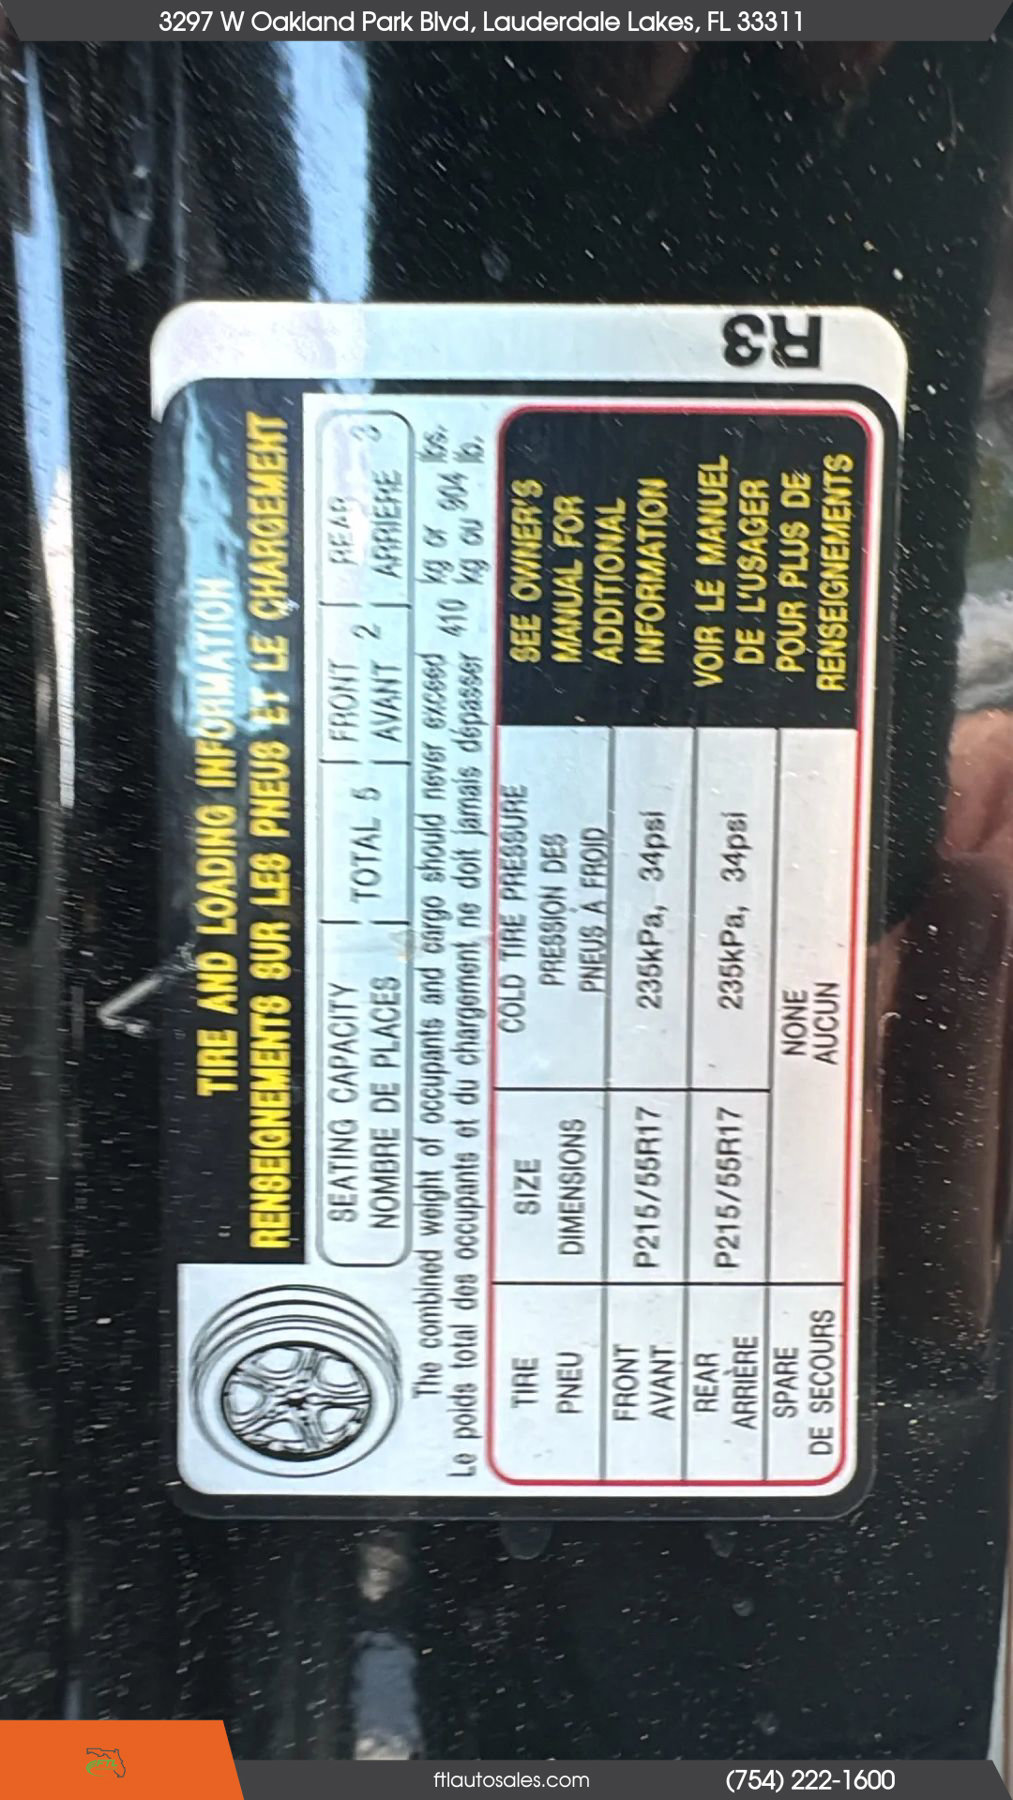 3297 W Oakland Park Blvd, Lauderdale Lakes, FL 33311
R3
TIRE AND LOADING INFORMATION
RENSEIGNEMENTS SUR LES PNEUS ET LE CHARGEMENT
SEATING CAPACITY TOTAL 5 FRONT 2 REAR 3
NOMBRE DE PLACES AVANT ARRIÈRE
The combined weight of occupants and cargo should never exceed 410 kg or 904 lbs.
Le poids total des occupants et du chargement ne doit jamais dépasser kg ou lb.
TIRE SIZE COLD TIRE PRESSURE
PNEU DIMENSIONS PRESSION DES
PNEUS À FROID
FRONT P215/55R17 235kPa, 34psi
AVANT
REAR P215/55R17 235kPa, 34psi
ARRIÈRE
SPARE NONE
DE SECOURS AUCUN
SEE OWNER'S
MANUAL FOR
ADDITIONAL
INFORMATION
VOIR LE MANUEL
DE L'USAGER
POUR PLUS DE
RENSEIGNEMENTS
ftlautosales.com (754) 222-1600